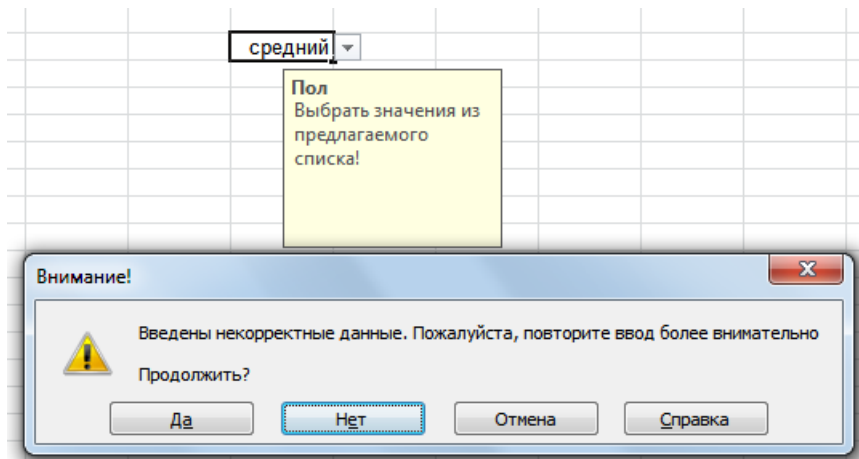 средний
Пол
Выбрать значения из
предлагаемого
списка!
Внимание!
Введены некорректные данные. Пожалуйста, повторите ввод более внимательно
Продолжить?
Да
Нет
Отмена
Справка